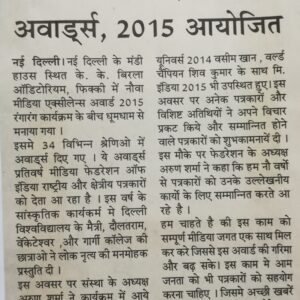 अवार्ड्स, 2015 आयोजित
नई दिल्ली। नई दिल्ली के मंडी
हाउस स्थित के. के. बिरला
ऑडिटोरियम, फिक्की में नौवा
मीडिया एक्सीलेन्स अवार्ड 2015
रंगारंग कार्यक्रम के बीच धूमधाम से
मनाया गया ।
इसमे 34 विभिन्न श्रेणिओ में
अवार्ड्स दिए गए । ये अवार्ड्स
प्रतिवर्ष मीडिया फेडरेशन ऑफ
इंडिया राष्ट्रीय और क्षेत्रीय पत्रकारों
को देता आ रहा है । इस वर्ष के
सांस्कृतिक कार्यकर्म मे दिल्ली
विश्वविद्यालय के मैत्री, दौलतराम,
वेंकेटेश्वर ,और गार्गी कॉलेज की
छात्राओ ने लोक नृत्य की मनमोहक
प्रस्तुति दी ।
इस अवसर पर संस्था के अध्यक्ष
अरुण शर्मा ने कार्यक्रम में आये
यूनिवर्स 2014 वसीम खान , वर्ल्ड
चैंपियन शिव कुमार के साथ मि.
इंडिया 2015 भी उपस्थित हुए। इस
अवसर पर अनेक पत्रकारों और
विशिष्ट अतिथियों ने अपने विचार
प्रकट किये और सम्मानित होने
वाले पत्रकारों को शुभकामनायें दी ।
इस मौके पर फेडरेशन के अध्यक्ष
अरुण शर्मा ने कहा कि हम नौ वर्षो
से पत्रकारों को उनके उल्लेखनीय
कार्यो के लिए सम्मानित करते आ
रहे है ।
हम चाहते है की इस काम को
सम्पूर्ण मीडिया जगत एक साथ मिल
कर करे जिससे इस अवार्ड की गरिमा
और बढ़ सके। इस काम मे आम
जनता को भी पत्रकारों को सहयोग
करना चाहिए । जिससे अच्छी खबरें